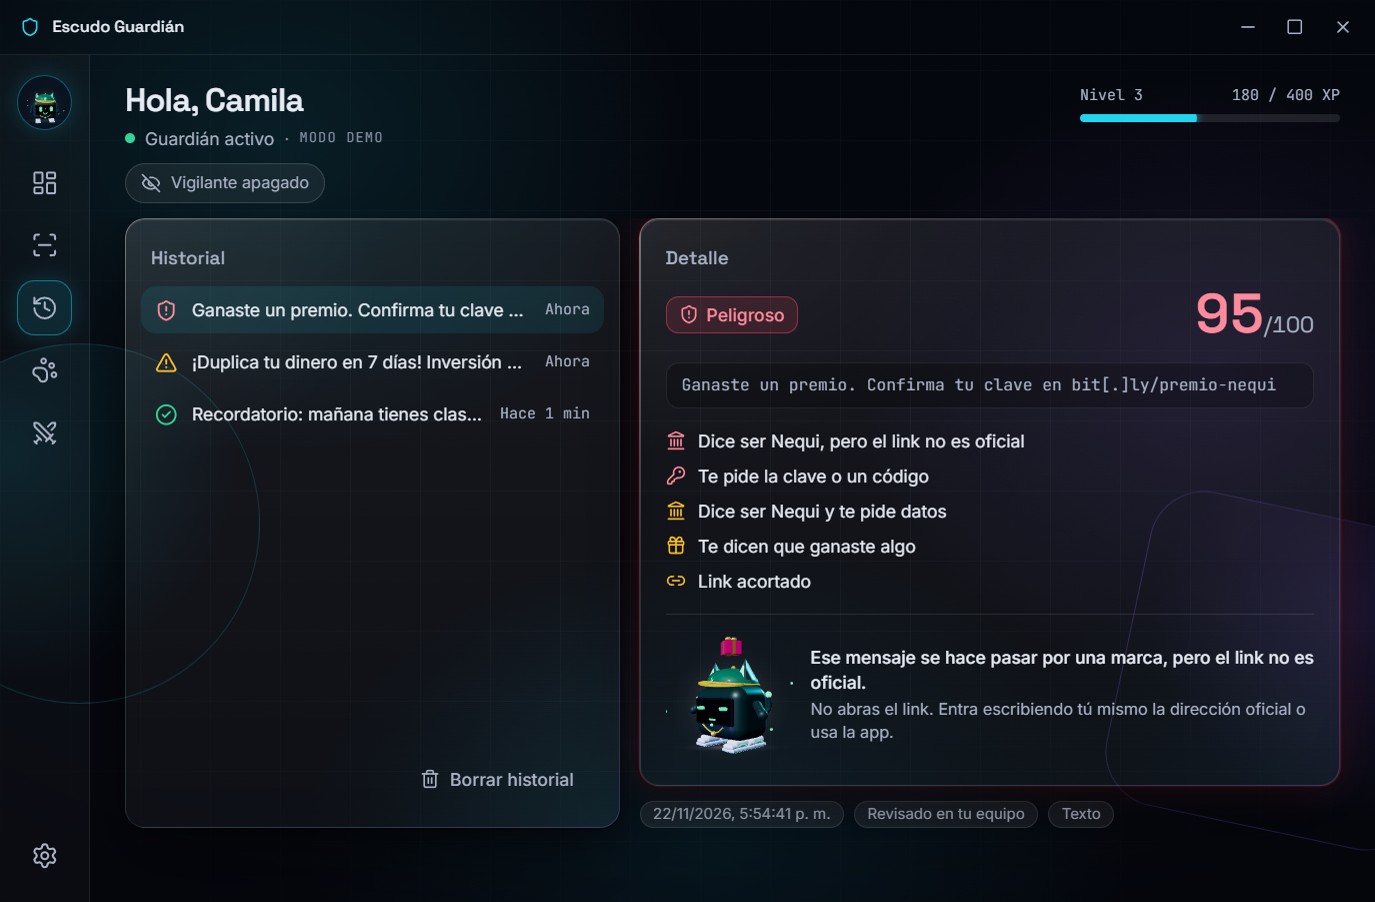 Escudo Guardián
Hola, Camila
Guardián activo · MODO DEMO
Vigilante apagado
Nivel 3
180 / 400 XP
Historial
Ganaste un premio. Confirma tu clave ... Ahora
¡Duplica tu dinero en 7 días! Inversión ... Ahora
Recordatorio: mañana tienes clas... Hace 1 min
Borrar historial
Detalle
Peligroso
95/100
Ganaste un premio. Confirma tu clave en bit[.]ly/premio-nequi
Dice ser Nequi, pero el link no es oficial
Te pide la clave o un código
Dice ser Nequi y te pide datos
Te dicen que ganaste algo
Link acortado
Ese mensaje se hace pasar por una marca, pero el link no es
oficial.
No abras el link. Entra escribiendo tú mismo la dirección oficial o
usa la app.
22/11/2026, 5:54:41 p. m.
Revisado en tu equipo
Texto